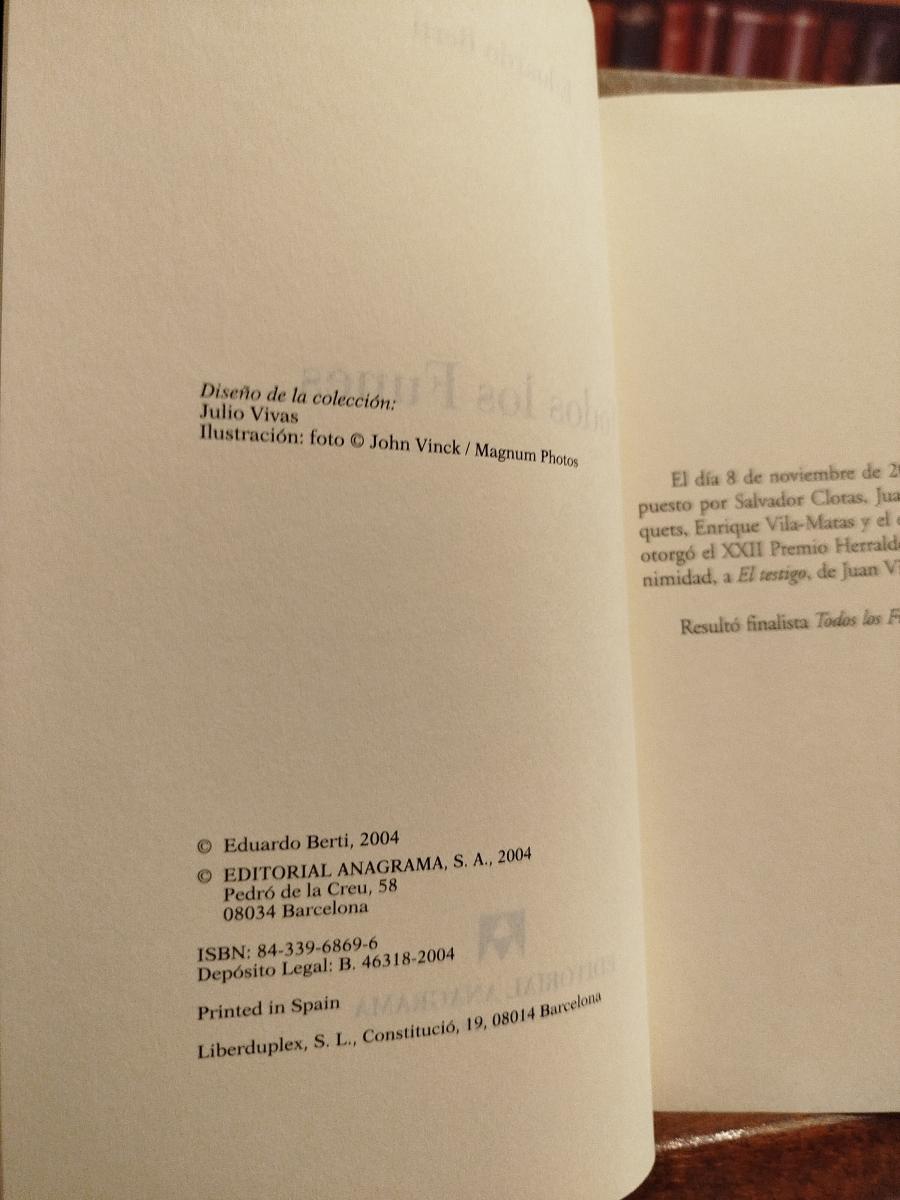 Diseño de la colección:
Julio Vivas
Ilustración: foto © John Vinck / Magnum Photos
© Eduardo Berti, 2004
© EDITORIAL ANAGRAMA, S. A., 2004
Pedró de la Creu, 58
08034 Barcelona
ISBN: 84-339-6869-6
Depósito Legal: B. 46318-2004
Printed in Spain
Liberduplex, S. L., Constitució, 19, 08014 Barcelona
El día 8 de noviembre de
puesto por Salvador Clotas,
quets, Enrique Vila-Matas y el
otorgó el XXII Premio
nimidad, a El testigo, de Juan
Resultó finalista Todos los